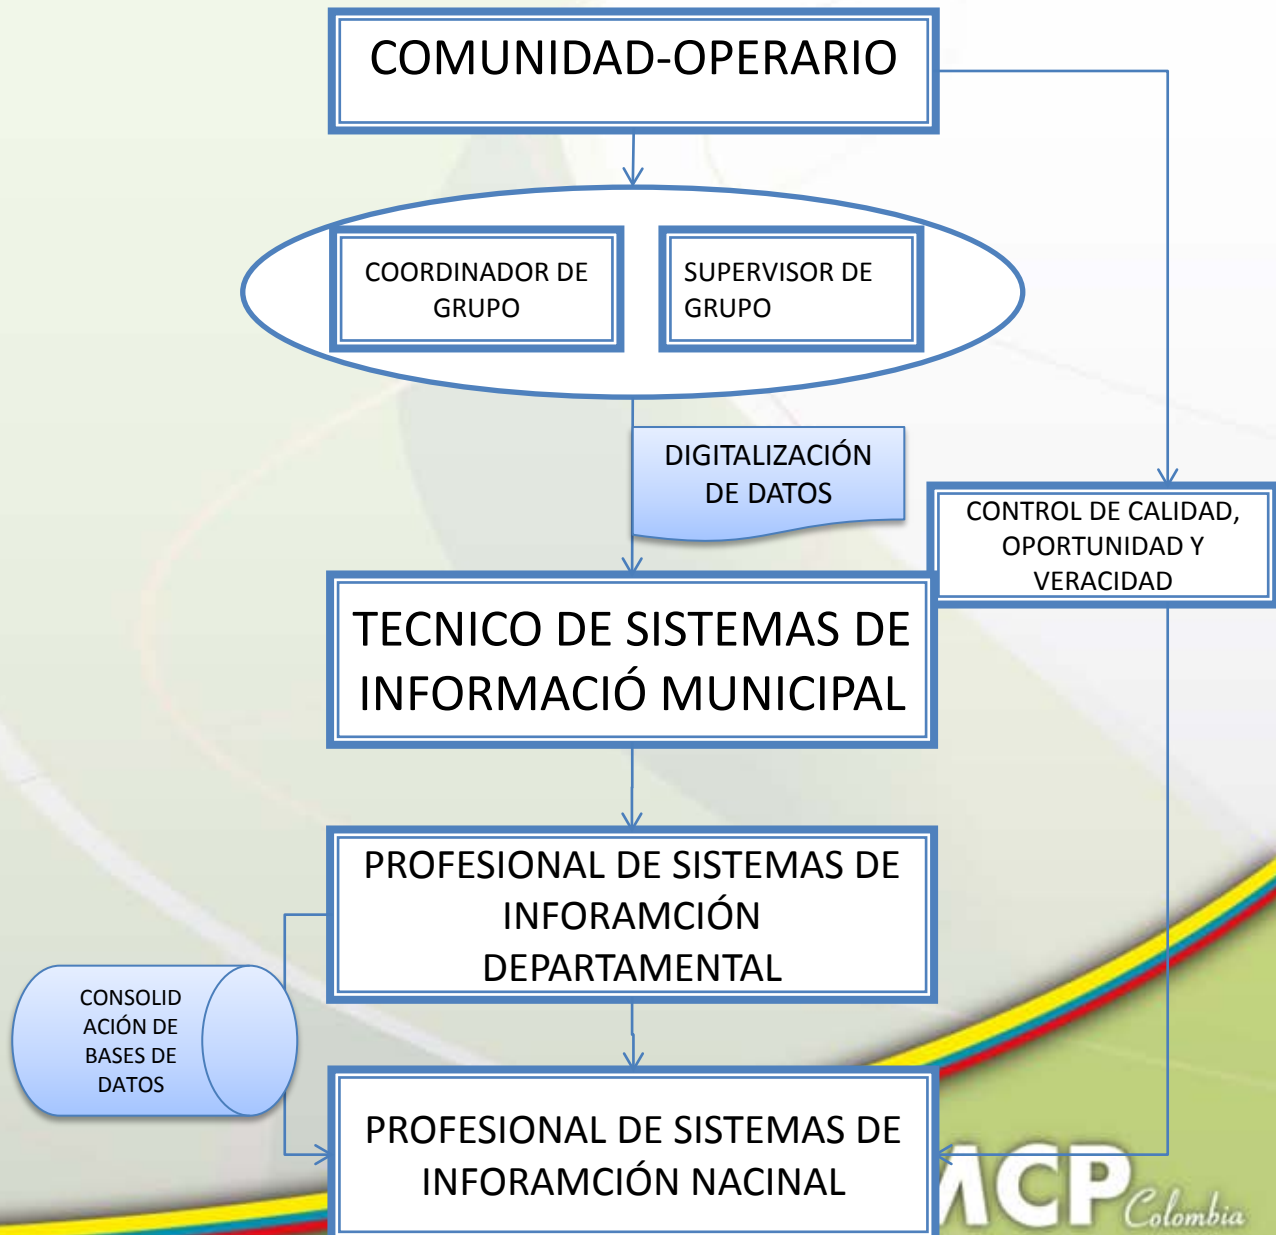 COMUNIDAD-OPERARIO
COORDINADOR DE
GRUPO
SUPERVISOR DE
GRUPO
DIGITALIZACIÓN
DE DATOS
CONTROL DE CALIDAD,
OPORTUNIDAD Y
VERACIDAD
TECNICO DE SISTEMAS DE
INFORMACIÓ MUNICIPAL
PROFESIONAL DE SISTEMAS DE
INFORAMCIÓN
DEPARTAMENTAL
CONSOLID
ACIÓN DE
BASES DE
DATOS
PROFESIONAL DE SISTEMAS DE
INFORAMCIÓN NACINAL
CP Colombia